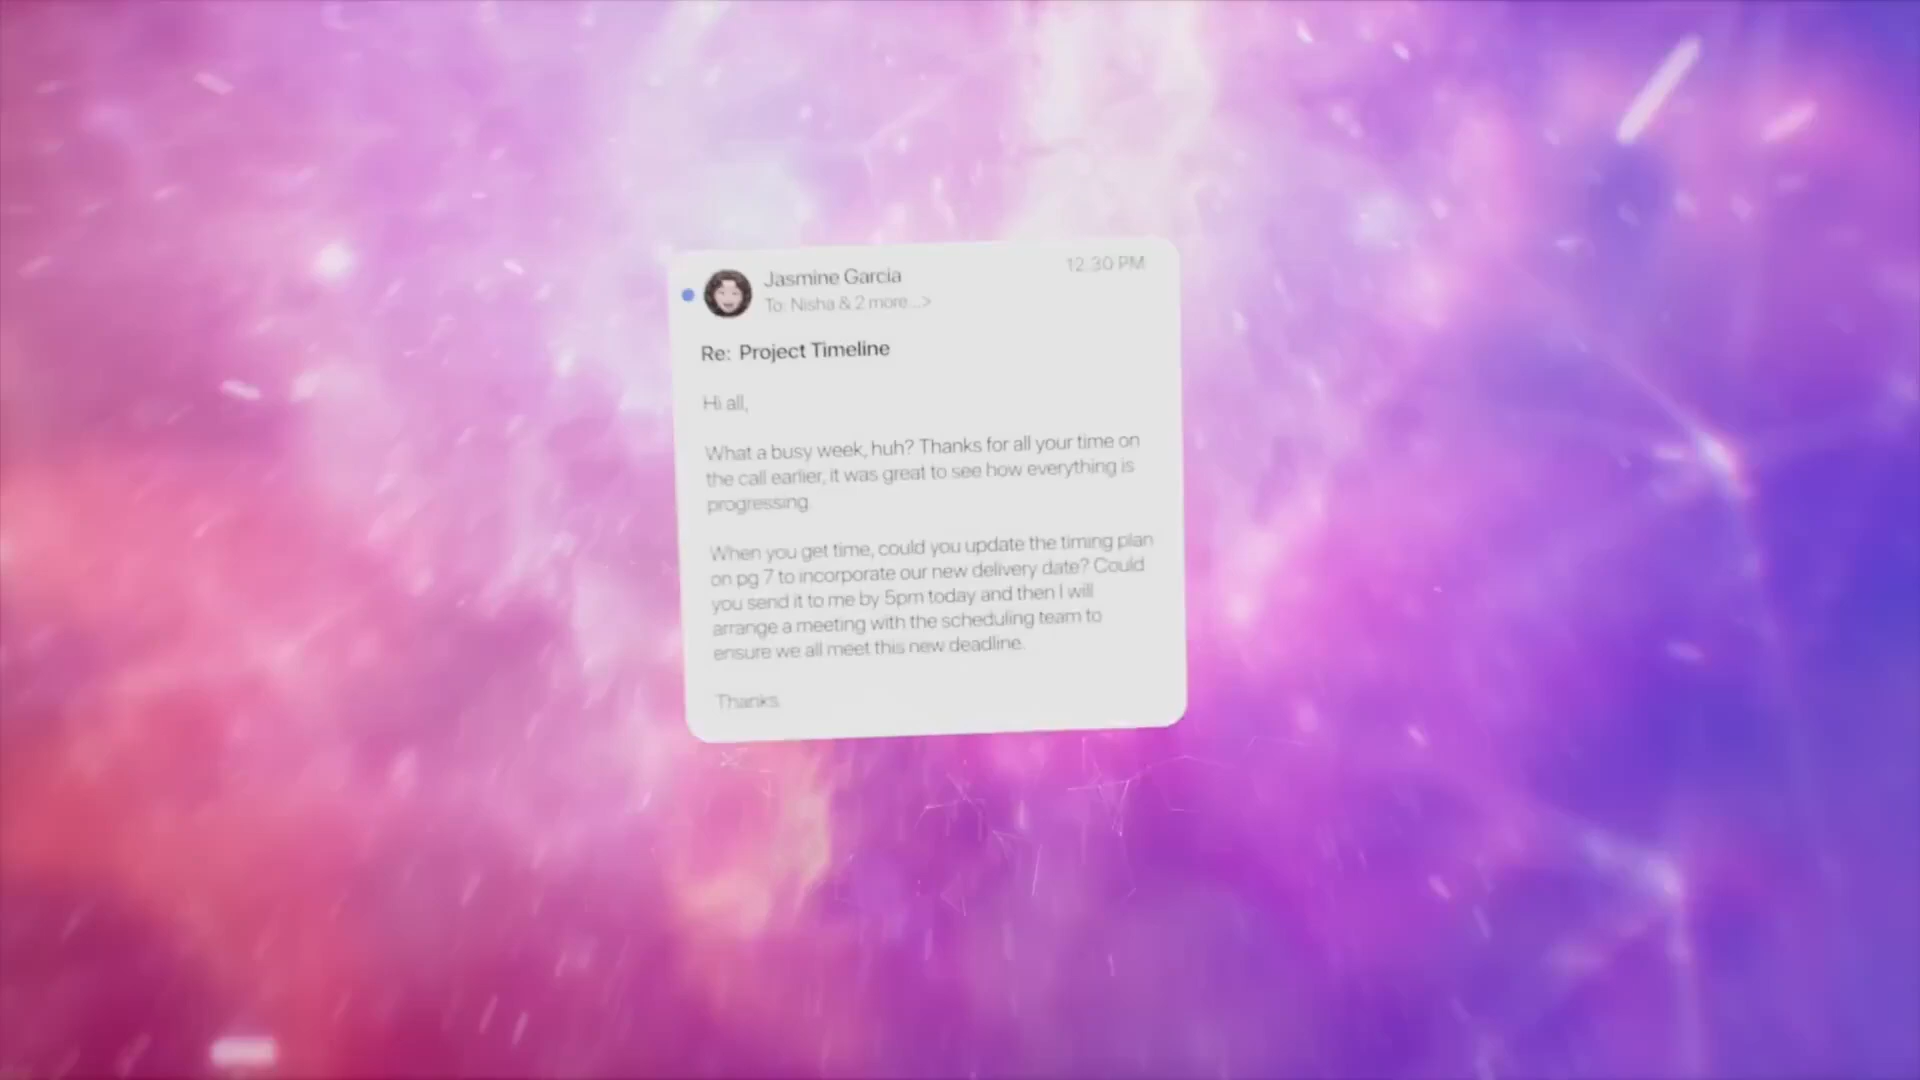 Jasmine Garcia
12.30 PM
To: Nisha & 2 more...>
Re: Project Timeline
Hi all,
What a busy week, huh? Thanks for all your time on
the call earlier, it was great to see how everything is
progressing.
When you get time, could you update the timing plan
on pg 7 to incorporate our new delivery date? Could
you send it to me by 5pm today and then I will
arrange a meeting with the scheduling team to
ensure we all meet this new deadline.
Thanks.